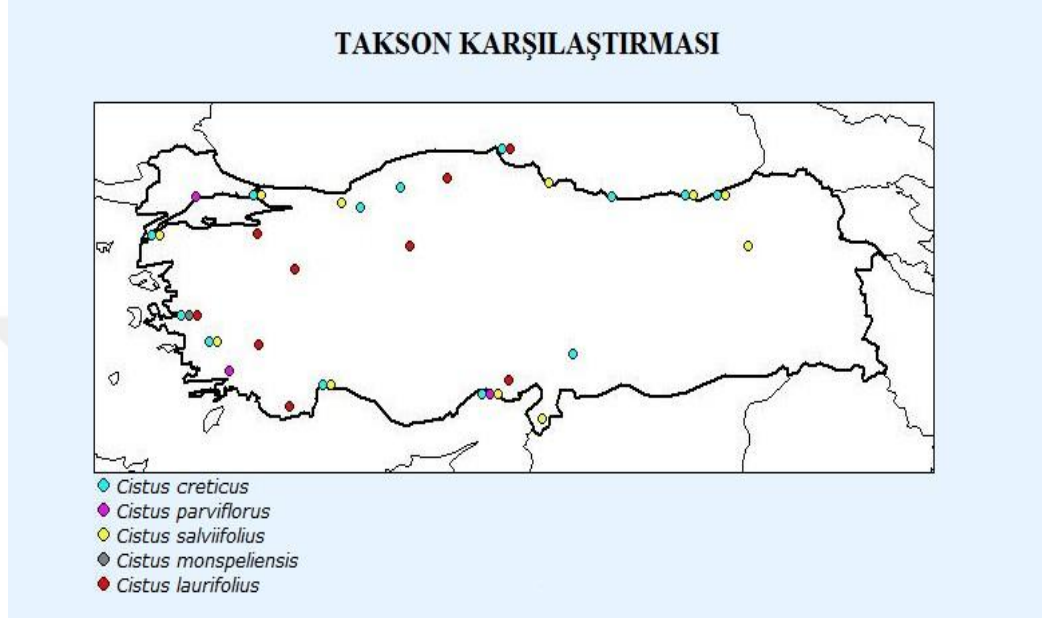 TAKSON KARŞILAŞTIRMASI
Cistus creticus
Cistus parviflorus
Cistus salviifolius
Cistus monspeliensis
Cistus laurifolius